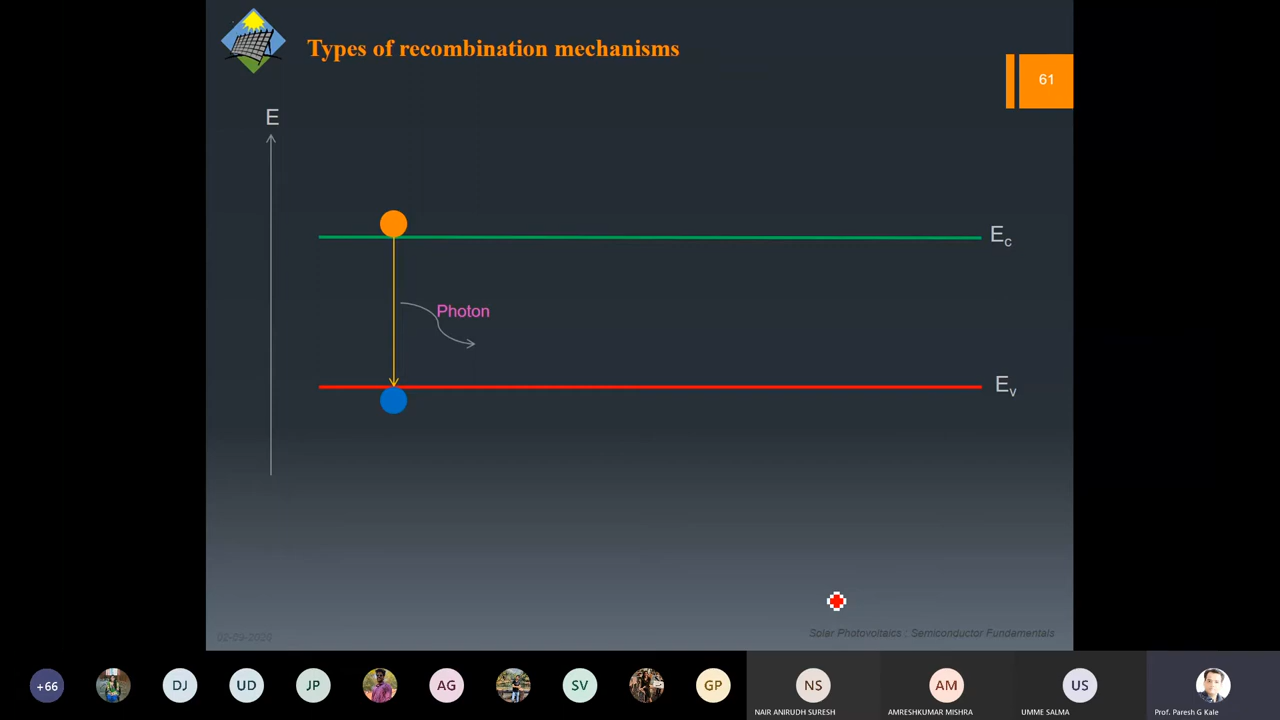 Types of recombination mechanisms
61
E
Ec
Photon
Ev
02-09-2020
Solar Photovoltaics : Semiconductor Fundamentals
+66
DJ
UD
JP
AG
SV
GP
NS
AM
US
NAIR ANIRUDH SURESH
AMRESHKUMAR MISHRA
UMME SALMA
Prof. Paresh G Kale